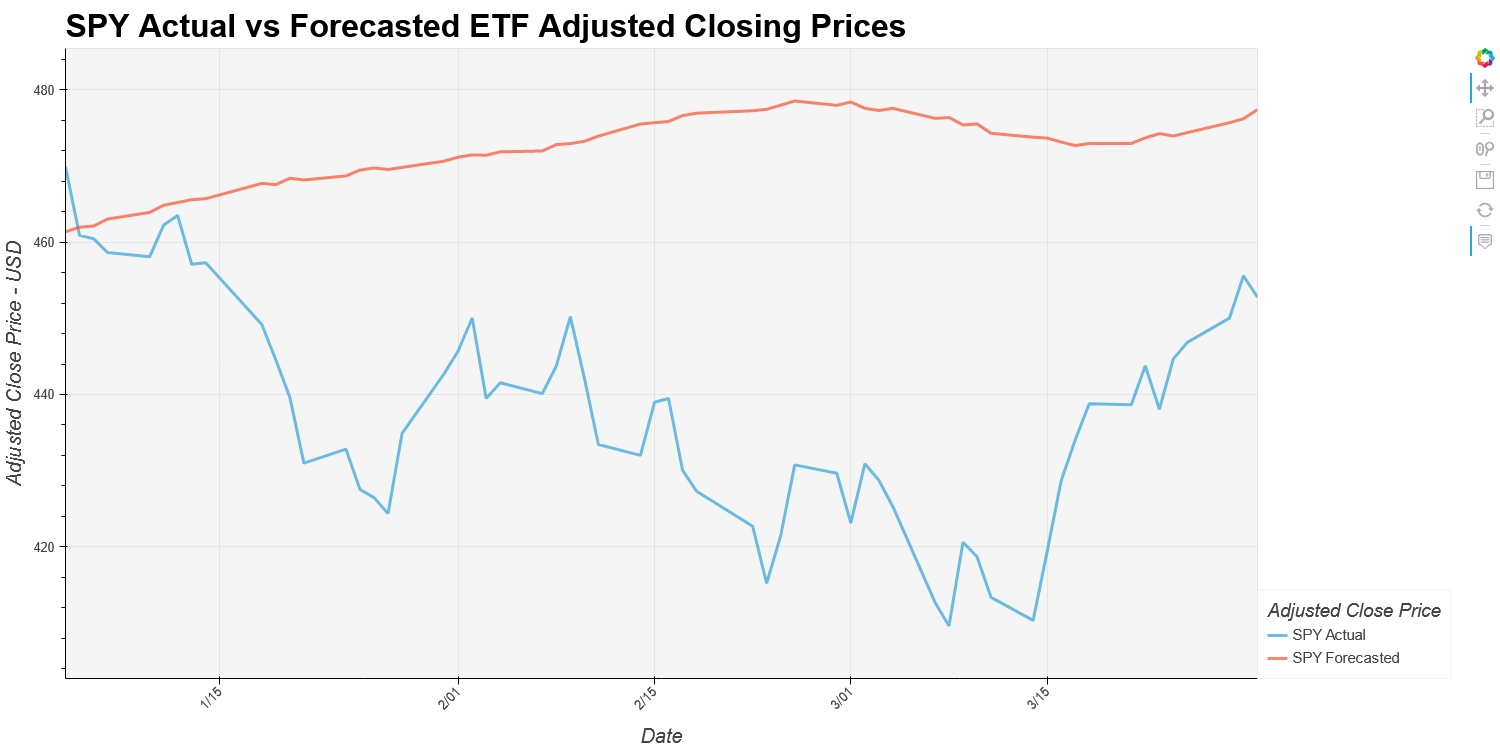 SPY Actual vs Forecasted ETF Adjusted Closing Prices
Adjusted Close Price - USD
480
460
440
420
1/15
2/01
2/15
3/01
3/15
Date
Adjusted Close Price
SPY Actual
SPY Forecasted